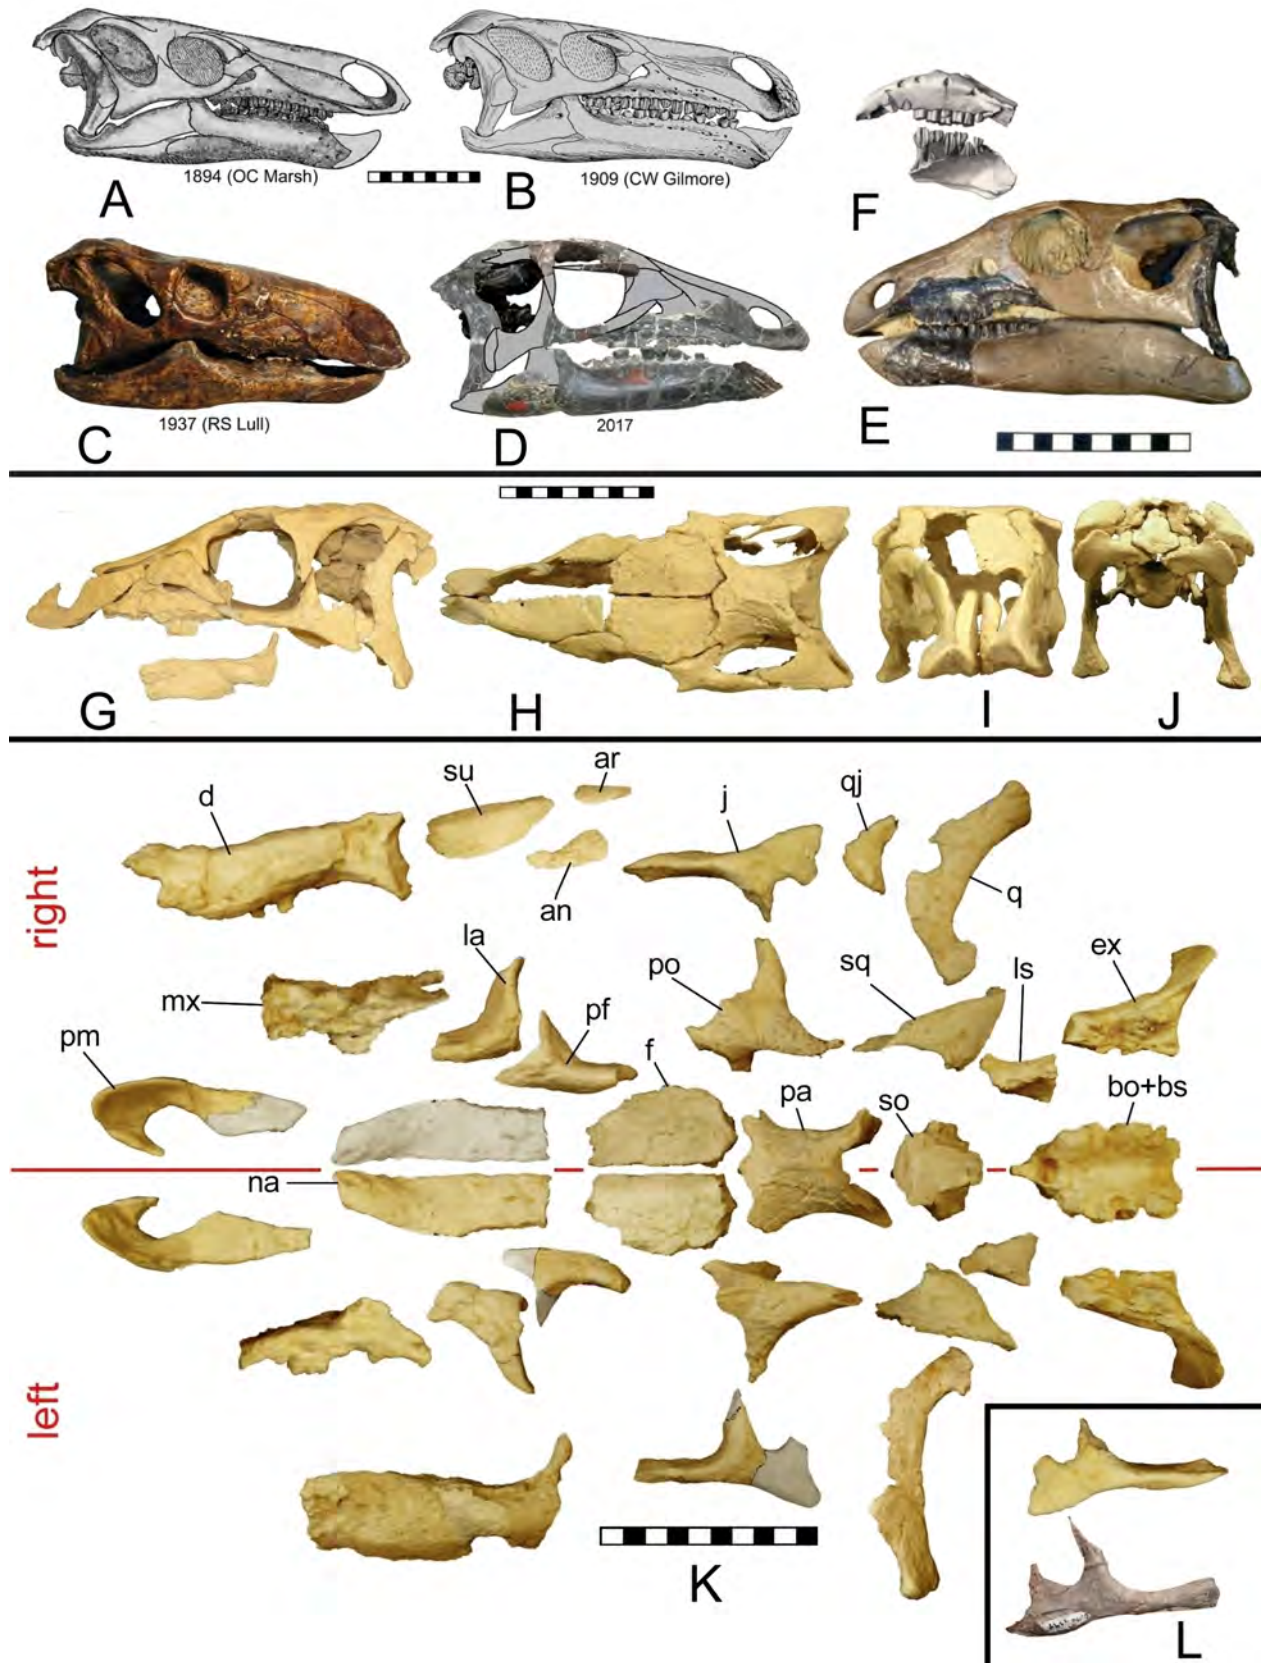 1894 (OC Marsh)
A
1909 (CW Gilmore)
B
F
1937 (RS Lull)
C
2017
D
E
G
H
I
J
right
d
su
ar
an
j
qj
q
mx
la
pf
po
sq
ls
ex
pm
f
pa
so
bo+bs
na
left
K
L